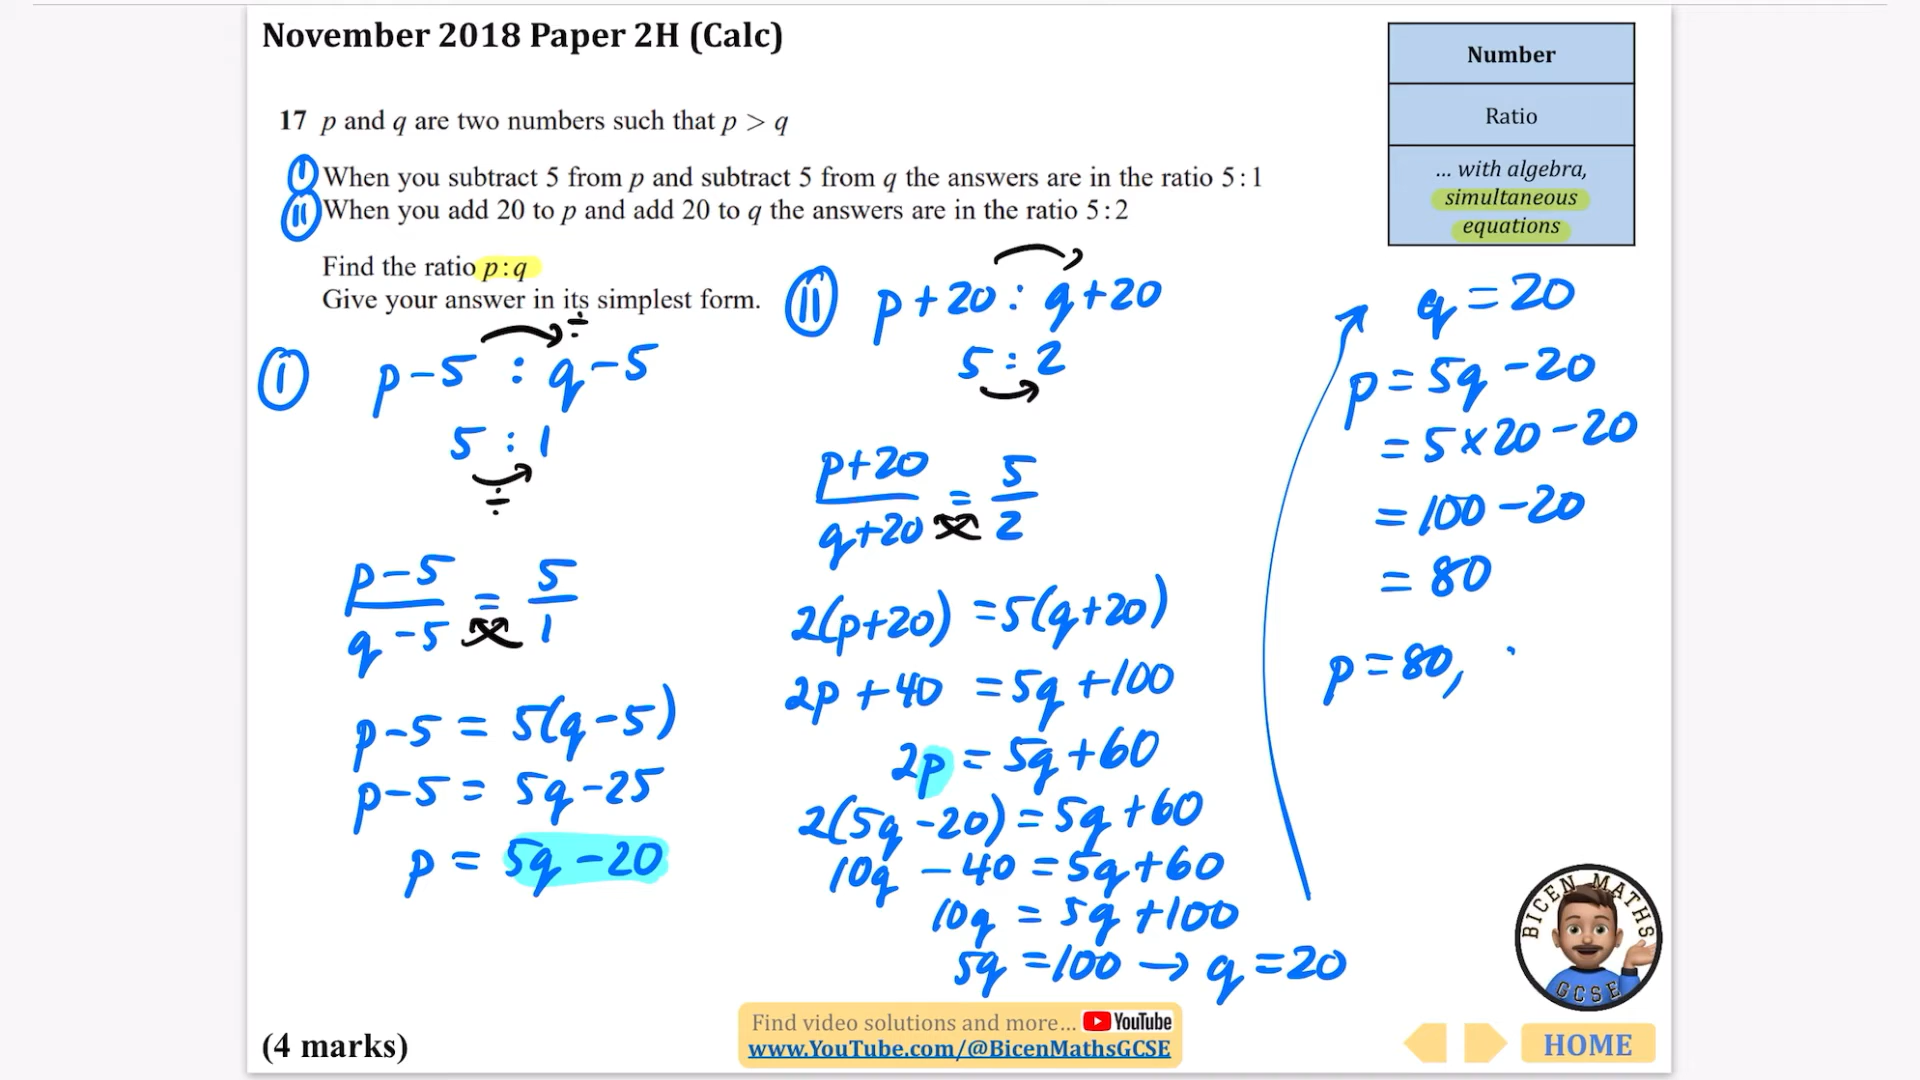 November 2018 Paper 2H (Calc)
Number
Ratio
... with algebra,
simultaneous
equations
17 p and q are two numbers such that p > q
I When you subtract 5 from p and subtract 5 from q the answers are in the ratio 5 : 1
II When you add 20 to p and add 20 to q the answers are in the ratio 5 : 2
Find the ratio p : q
Give your answer in its simplest form.
I
÷
p - 5 : q - 5
5 : 1
÷
p - 5 / q - 5 = 5 / 1
p - 5 = 5(q - 5)
p - 5 = 5q - 25
p = 5q - 20
II
p + 20 : q + 20
5 : 2
p + 20 / q + 20 = 5 / 2
2(p + 20) = 5(q + 20)
2p + 40 = 5q + 100
2p = 5q + 60
2(5q - 20) = 5q + 60
10q - 40 = 5q + 60
10q = 5q + 100
5q = 100 → q = 20
q = 20
p = 5q - 20
= 5 × 20 - 20
= 100 - 20
= 80
p = 80,
BICEN MATHS
GCSE
(4 marks)
Find video solutions and more... YouTube
www.YouTube.com/@BicenMathsGCSE
HOME